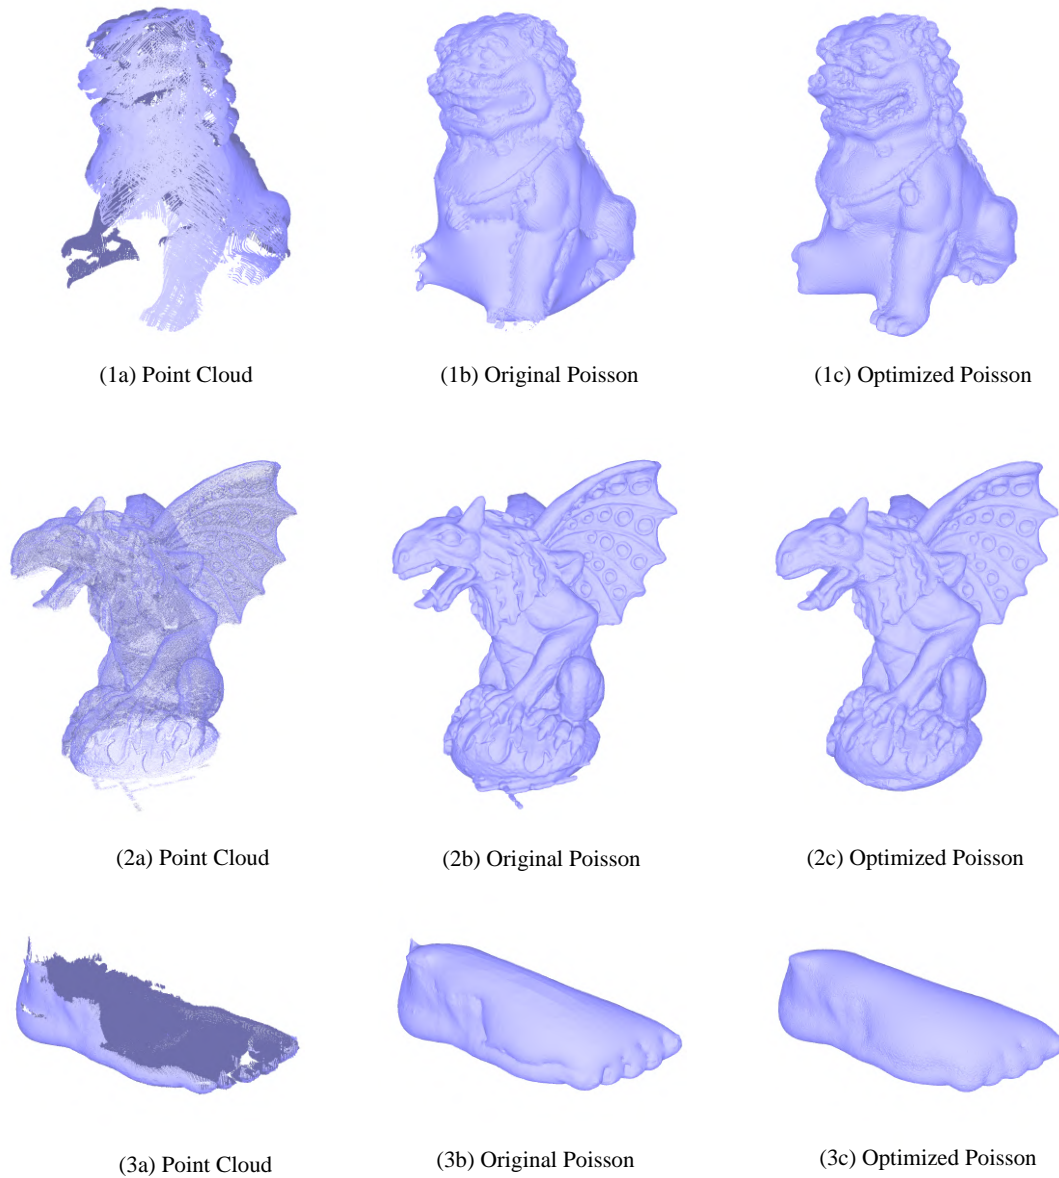 (1a) Point Cloud
(1b) Original Poisson
(1c) Optimized Poisson
(2a) Point Cloud
(2b) Original Poisson
(2c) Optimized Poisson
(3a) Point Cloud
(3b) Original Poisson
(3c) Optimized Poisson